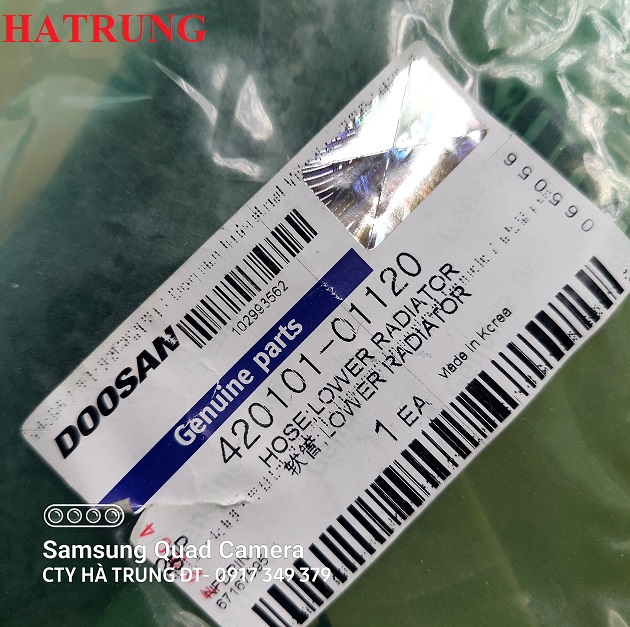 HATRUNG
065056
102993562
DOOSAN
Genuine parts
420101-01120
HOSE-LOWER RADIATOR
软管 LOWER RADIATOR
1 EA
Made in Korea
Samsung Quad Camera
CTY HÀ TRUNG ĐT- 0917 349 379